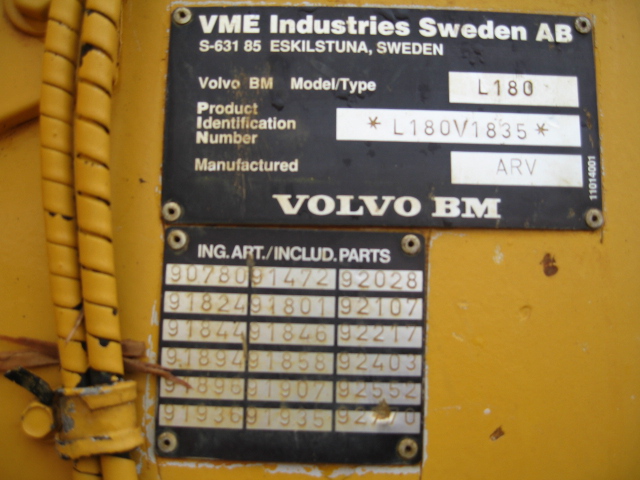 VME Industries Sweden AB
S-631 85 ESKILSTUNA, SWEDEN
Volvo BM Model/Type L180
Product
Identification
Number *L180V1835*
Manufactured ARV
11014001
VOLVO BM
ING. ART./INCLUD. PARTS
90780 91472 92028
91824 91801 92107
91844 91846 92217
91894 91858 92403
91896 91907 92552
91936 91935